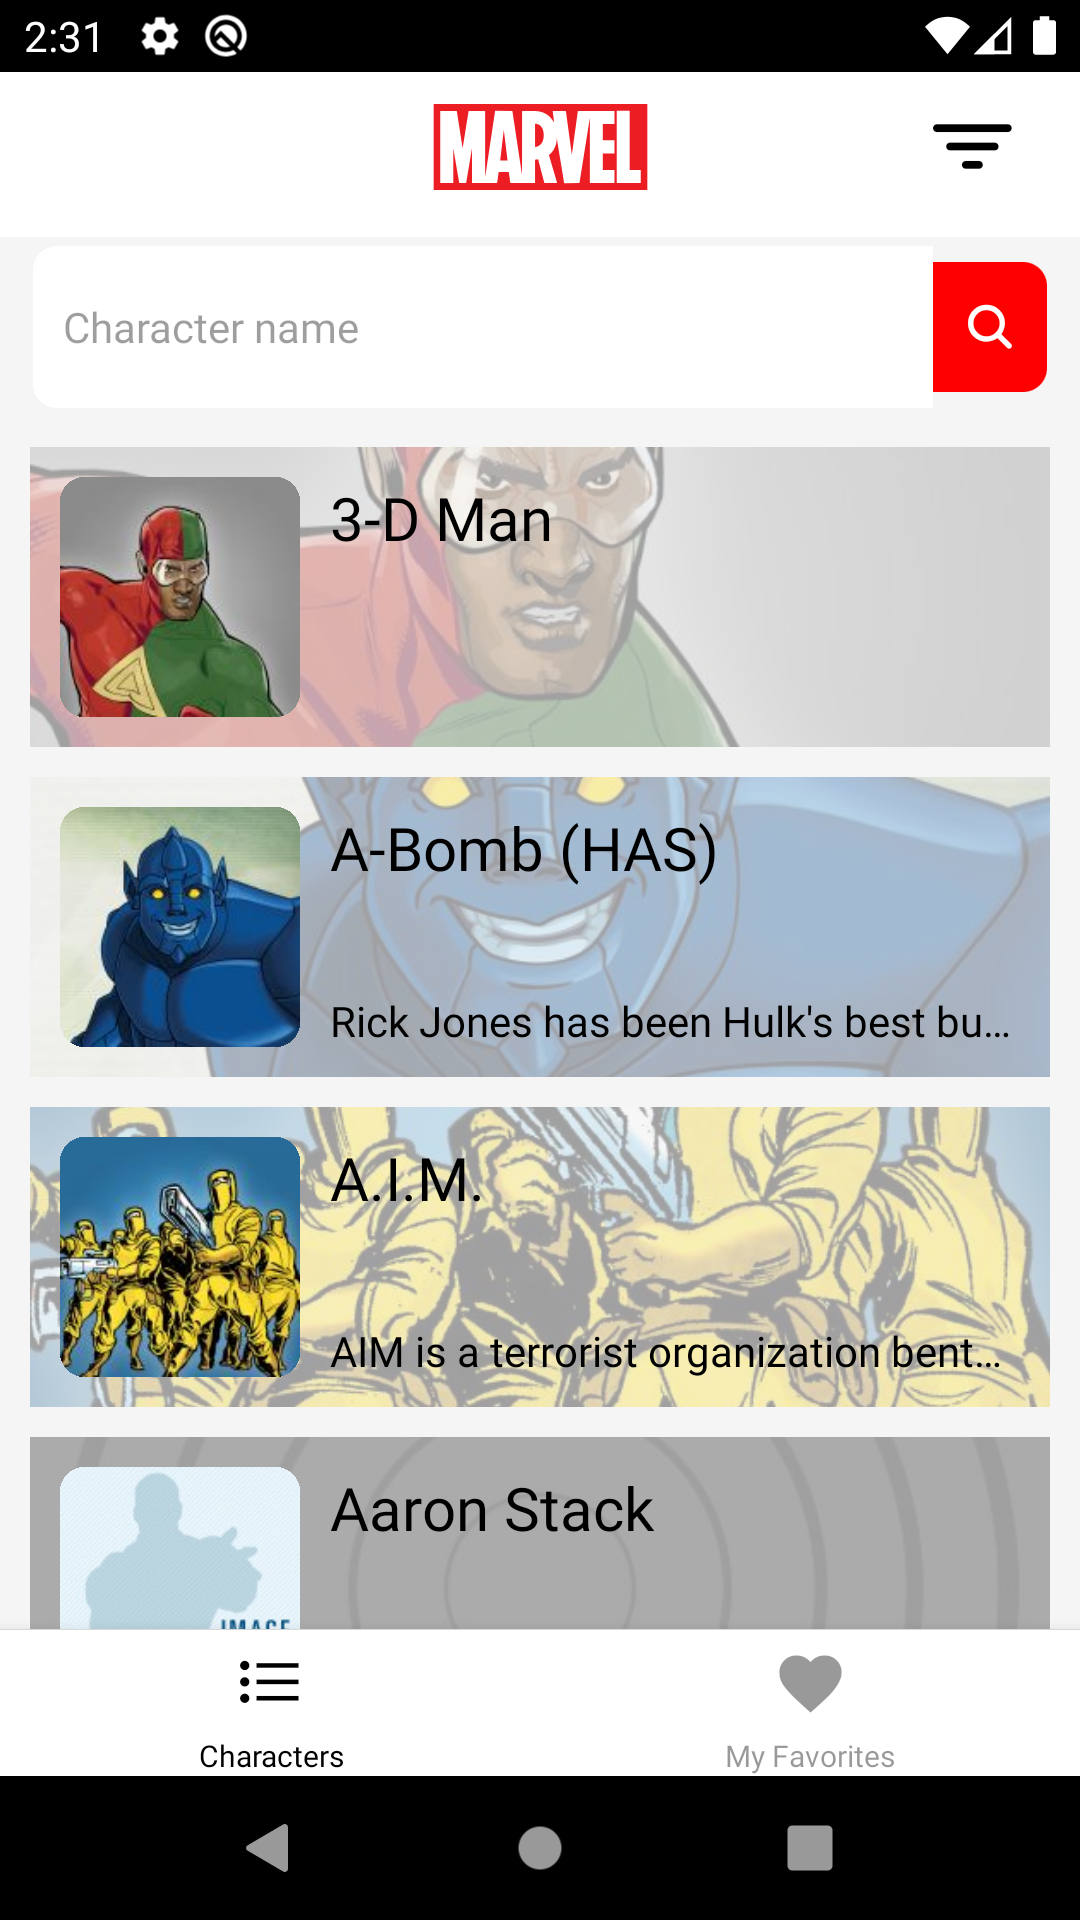 2:31
MARVEL
Character name
3-D Man
A-Bomb (HAS)
Rick Jones has been Hulk's best bu...
A.I.M.
AIM is a terrorist organization bent...
Aaron Stack
IMAGE
Characters
My Favorites